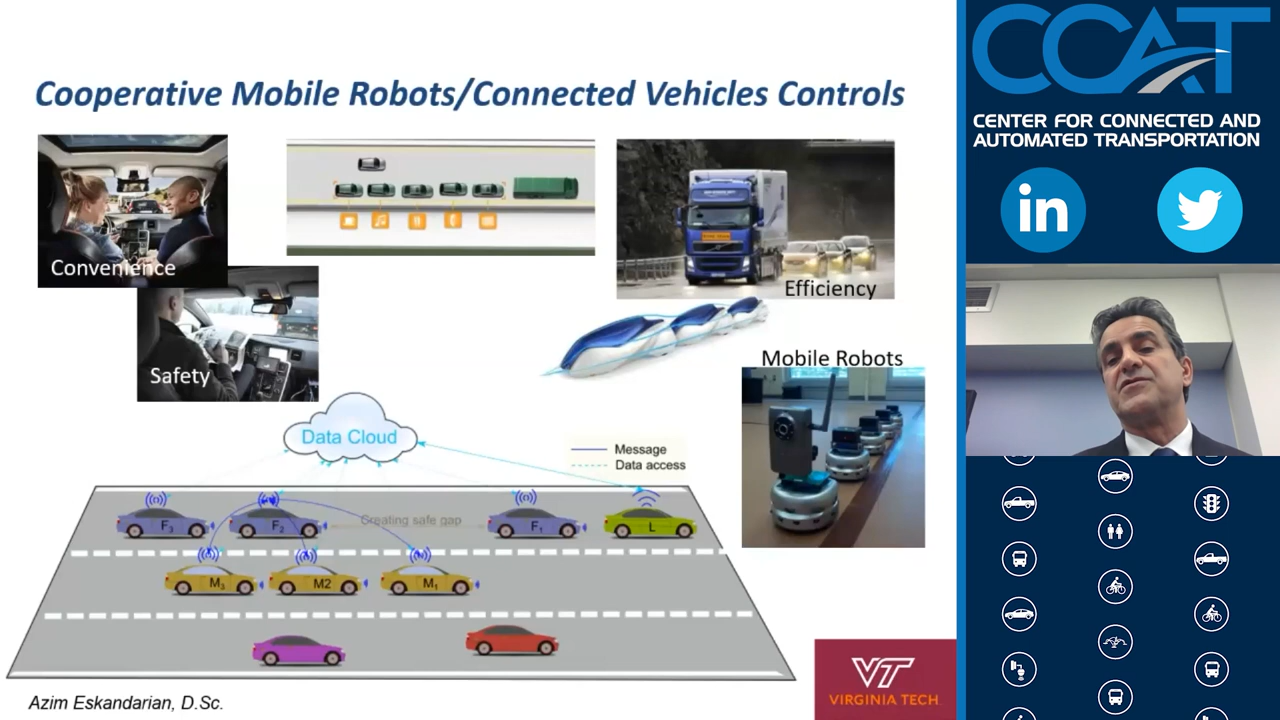 Cooperative Mobile Robots/Connected Vehicles Controls
Convenience
Safety
Efficiency
Mobile Robots
Data Cloud
Message
Data access
F3
F2
Creating safe gap
F1
L
M3
M2
M1
VT
VIRGINIA TECH
Azim Eskandarian, D.Sc.
CCAT
CENTER FOR CONNECTED AND
AUTOMATED TRANSPORTATION
in